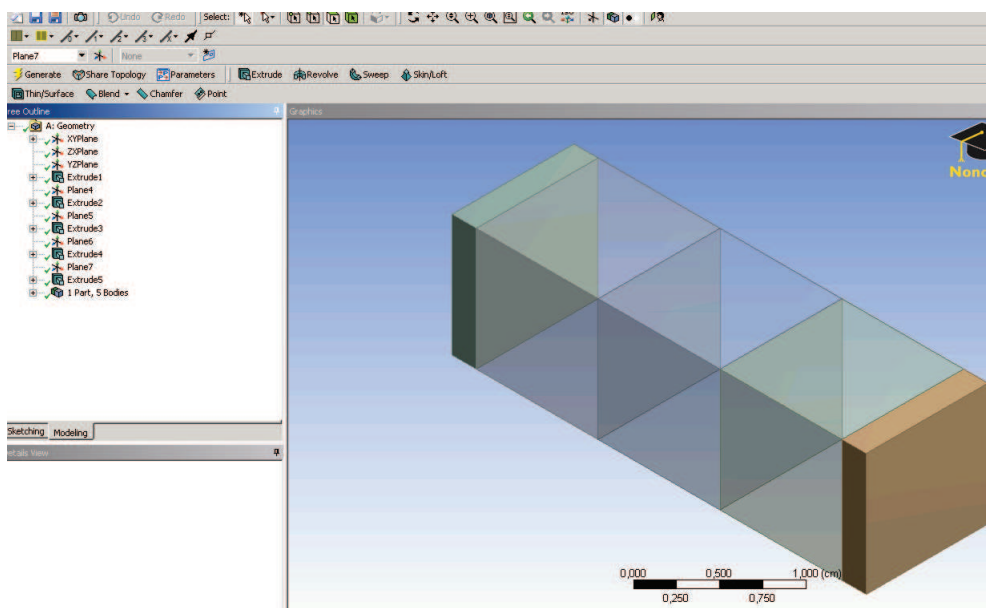 Undo Redo Select:
Plane7 None
Generate Share Topology Parameters Extrude Revolve Sweep Skin/Loft
Thin/Surface Blend Chamfer Point
ree Outline Graphics
A: Geometry
XYPlane
ZXPlane
YZPlane
Extrude1
Plane4
Extrude2
Plane5
Extrude3
Plane6
Extrude4
Plane7
Extrude5
1 Part, 5 Bodies
Nonc
0,000 0,500 1,000 (cm)
0,250 0,750
Sketching Modeling
etails View